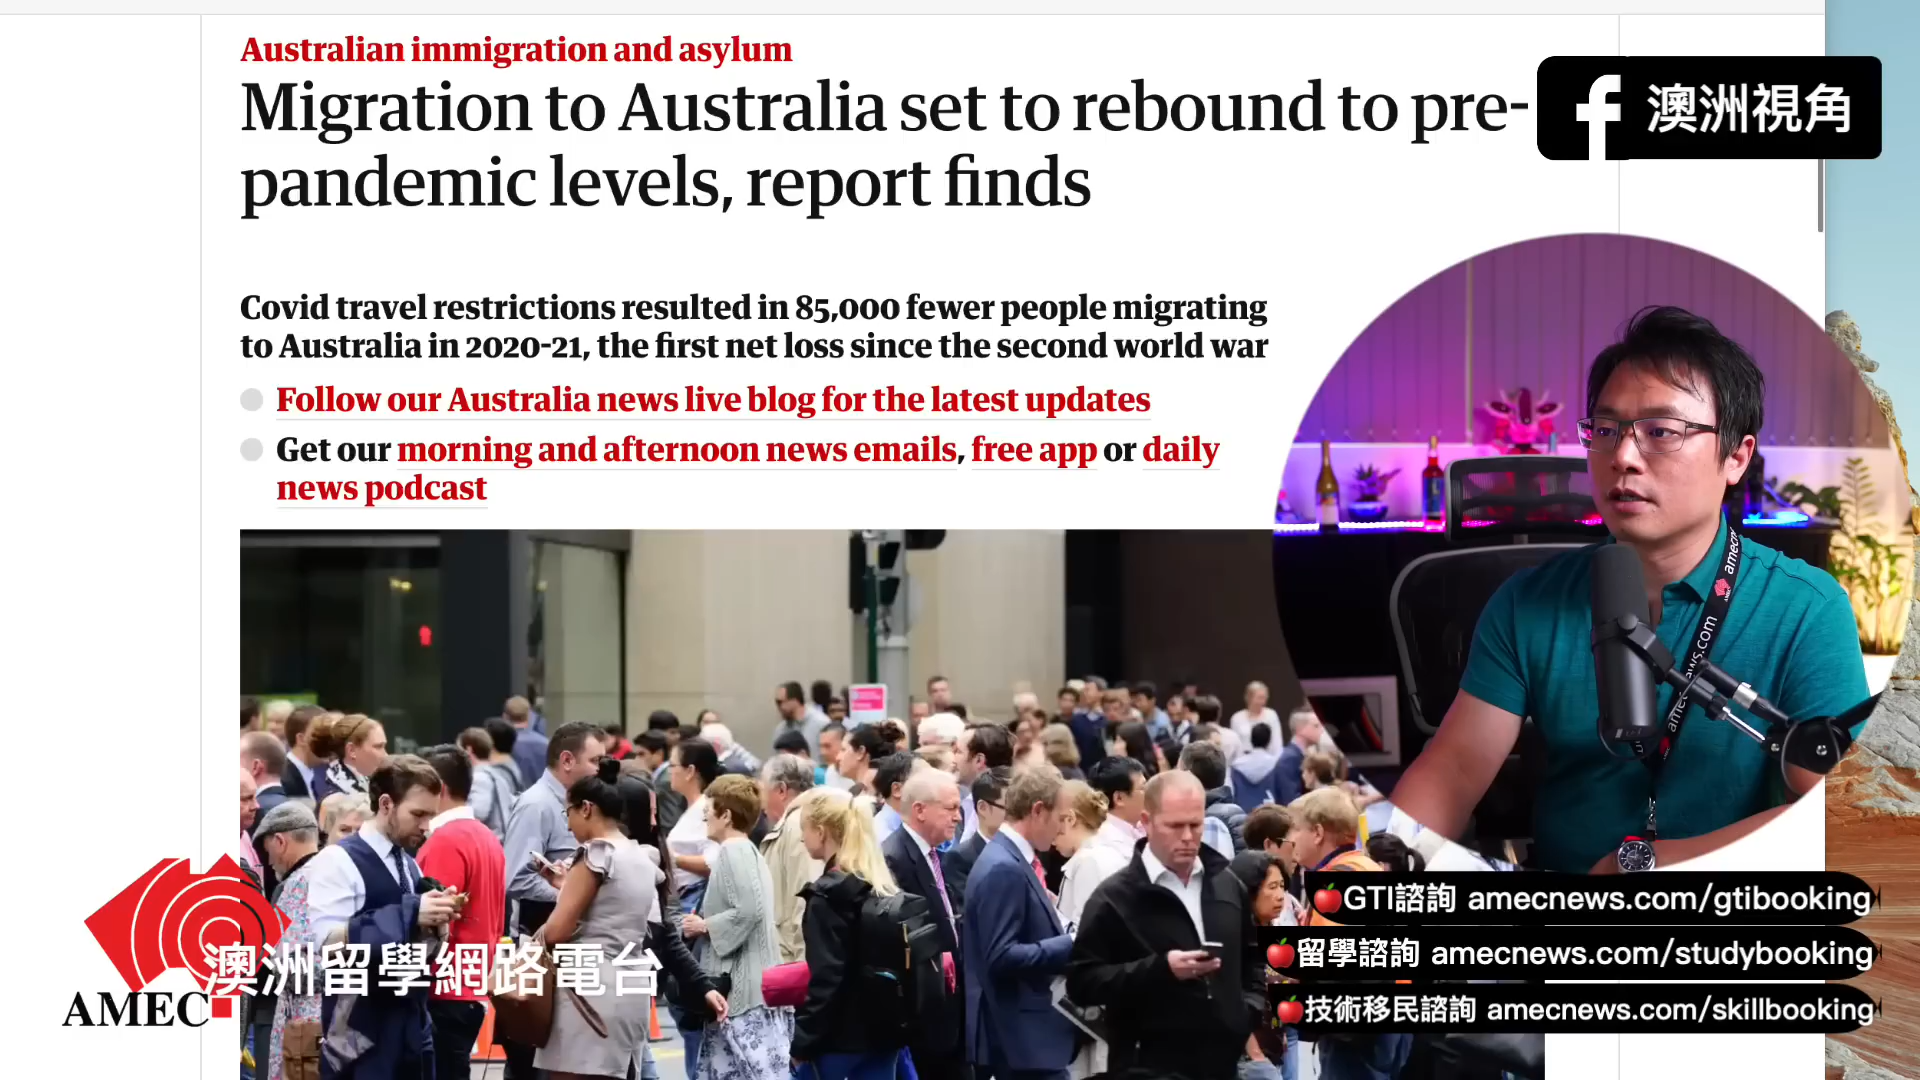 Australian immigration and asylum
Migration to Australia set to rebound to pre-
pandemic levels, report finds
澳洲視角
Covid travel restrictions resulted in 85,000 fewer people migrating
to Australia in 2020-21, the first net loss since the second world war
Follow our Australia news live blog for the latest updates
Get our morning and afternoon news emails, free app or daily
news podcast
🍎GTI諮詢 amecnews.com/gtibooking
🍎留學諮詢 amecnews.com/studybooking
🍎技術移民諮詢 amecnews.com/skillbooking
澳洲留學網路電台
AMEC